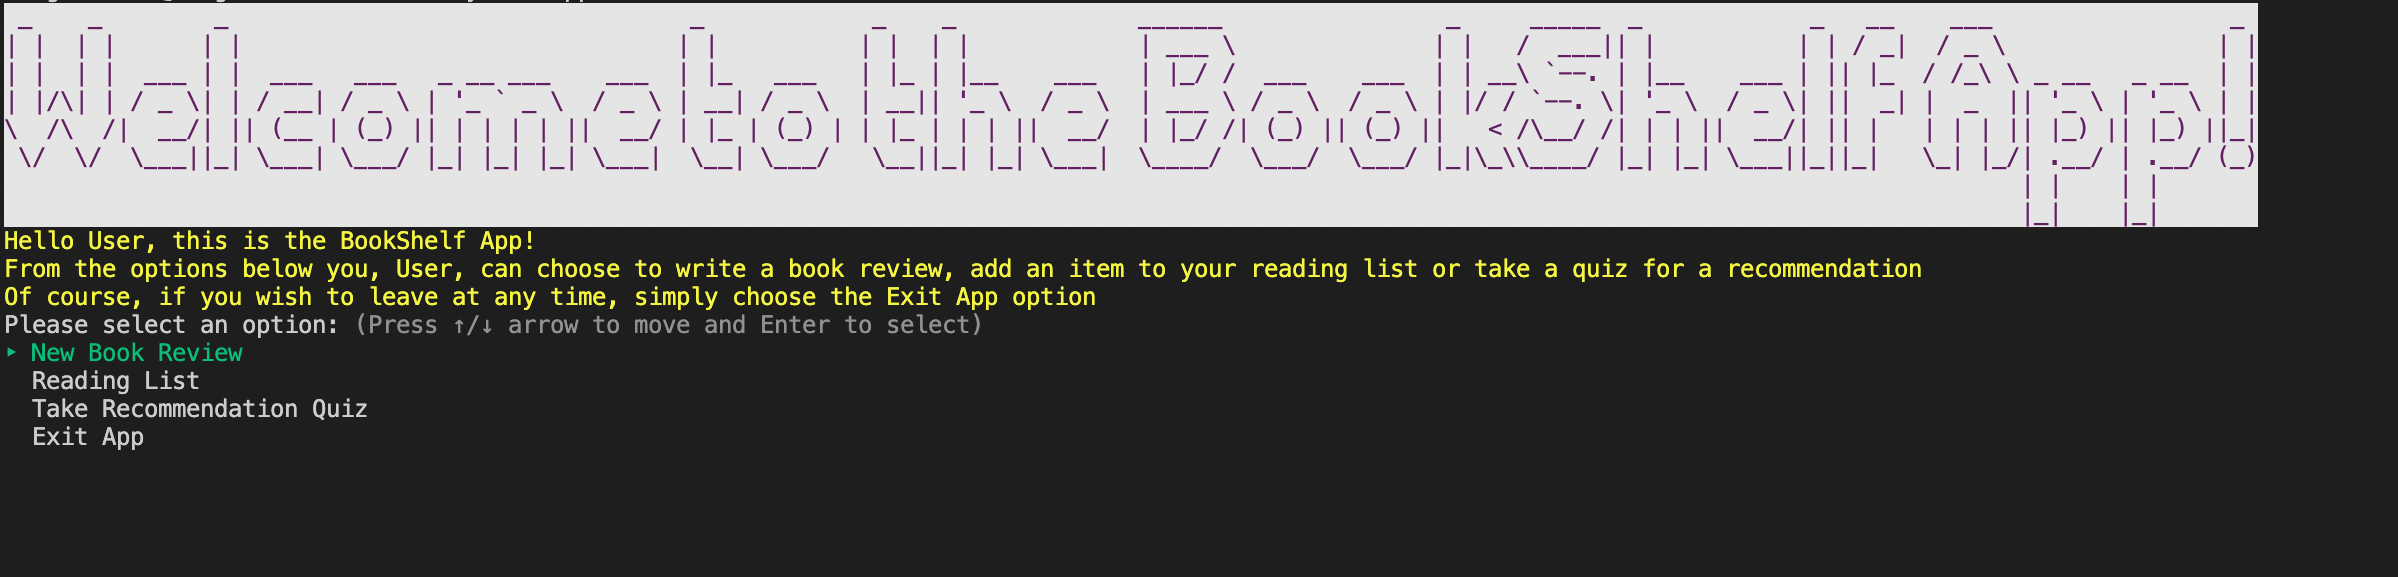 Welcome to the BookShelf App!
Hello User, this is the BookShelf App!
From the options below you, User, can choose to write a book review, add an item to your reading list or take a quiz for a recommendation
Of course, if you wish to leave at any time, simply choose the Exit App option
Please select an option: (Press ↑/↓ arrow to move and Enter to select)
‣ New Book Review
Reading List
Take Recommendation Quiz
Exit App